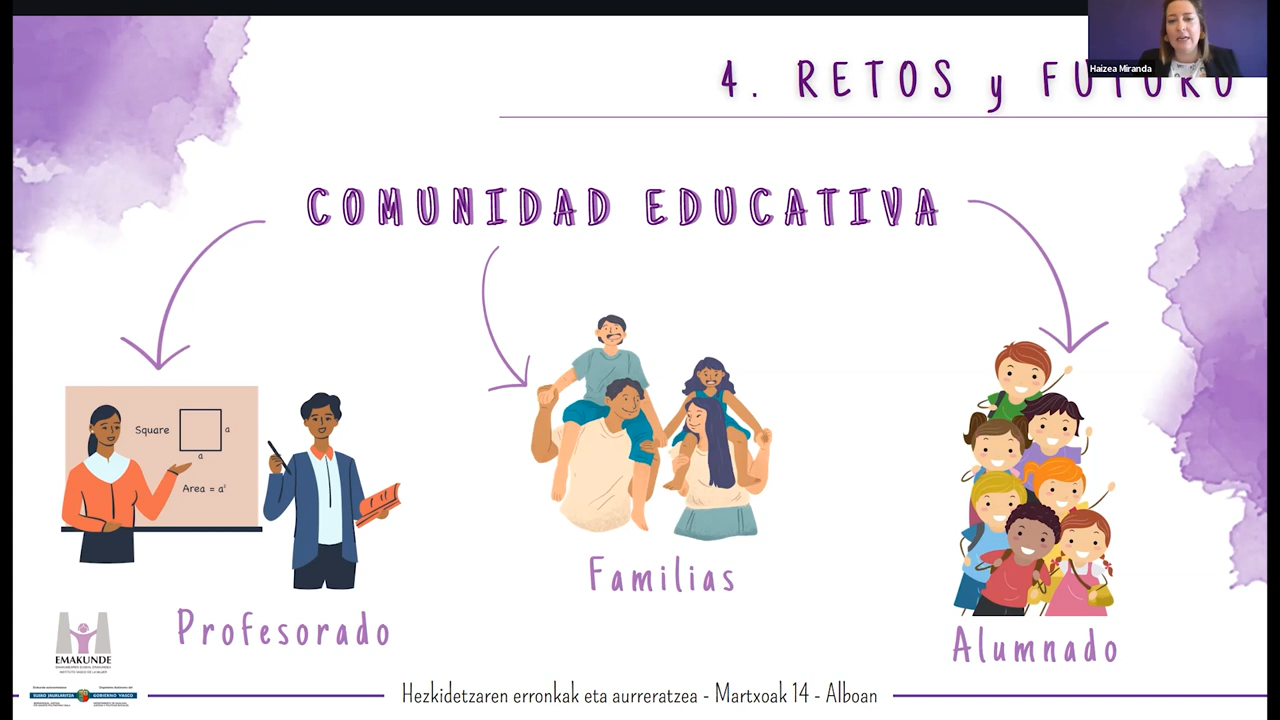 Haizea Miranda
4. RETOS y FUTURO
COMUNIDAD EDUCATIVA
Square
a
a
Area = a²
Familias
Profesorado
Alumnado
EMAKUNDE
EMAKUMEAREN EUSKAL ERAKUNDEA
INSTITUTO VASCO DE LA MUJER
EUSKO JAURLARITZA
GOBIERNO VASCO
Hezkidetzaren erronkak eta aurreratzea - Martxoak 14 - Alboan